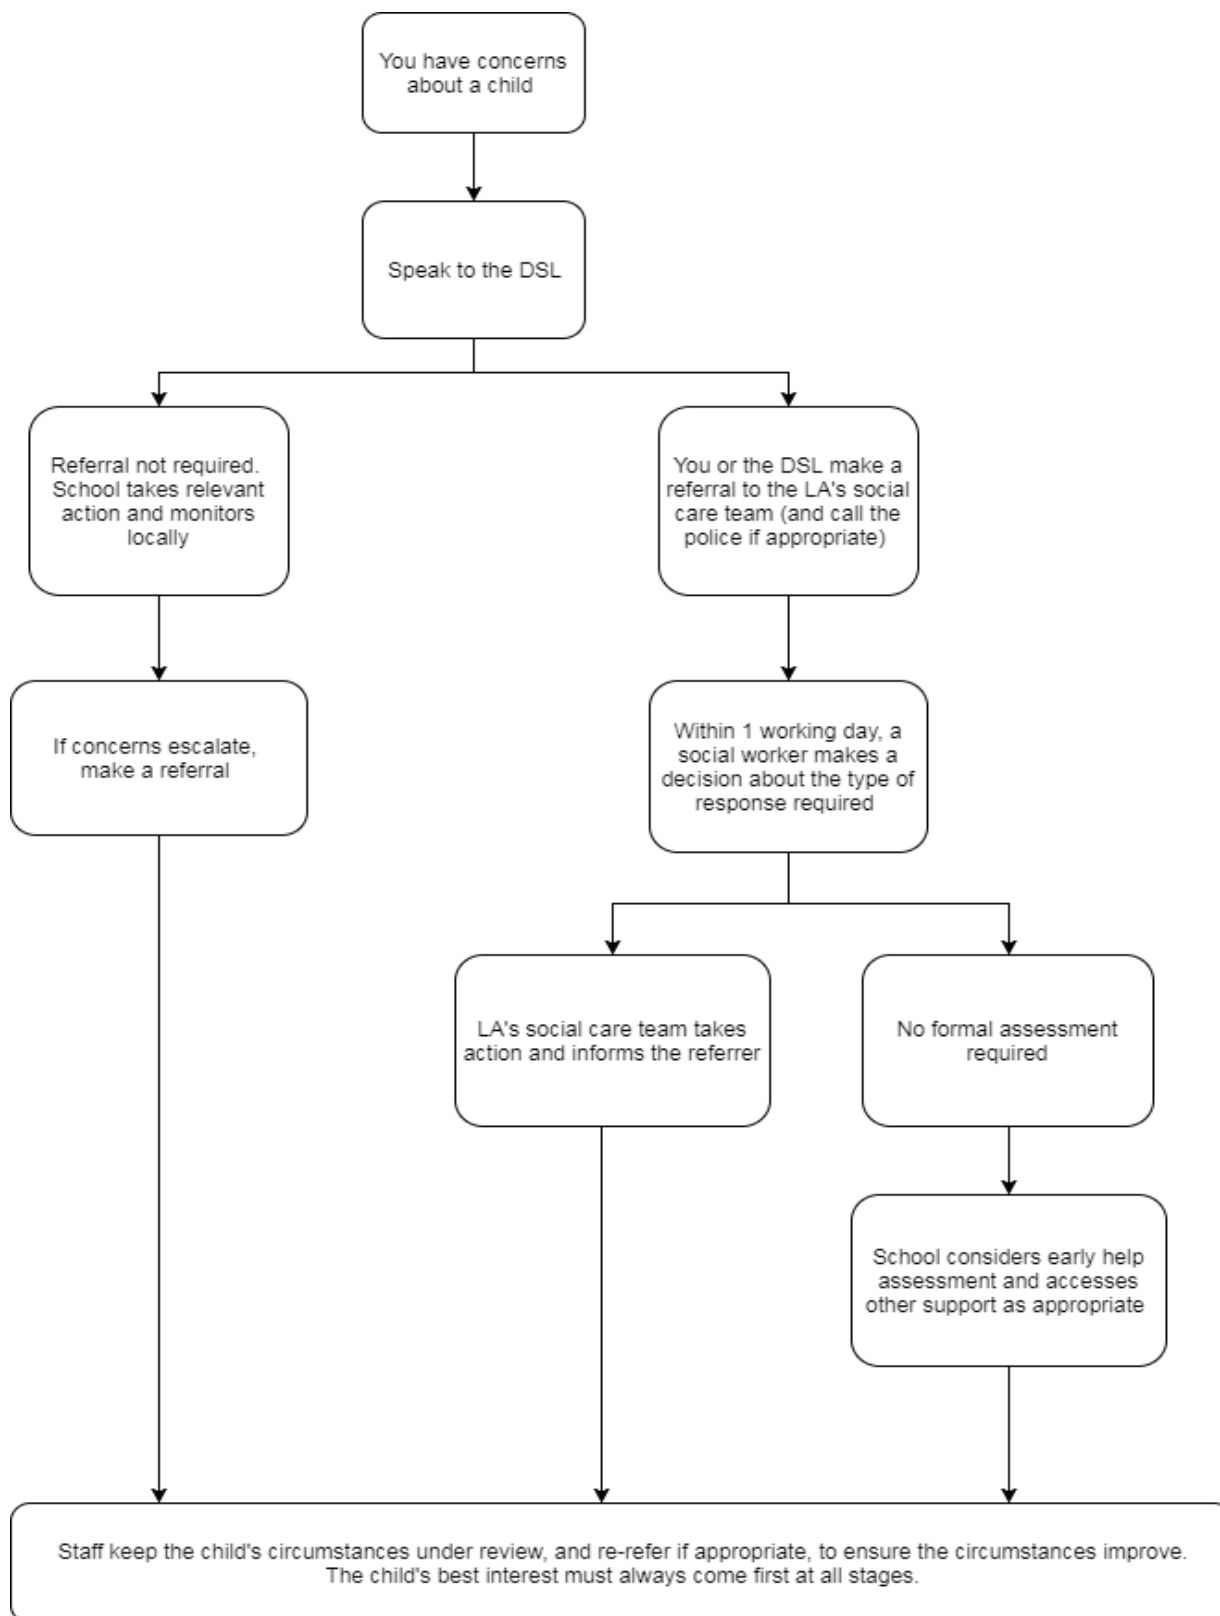 You have concerns
about a child
Speak to the DSL
Referral not required.
School takes relevant
action and monitors
locally
You or the DSL make a
referral to the LA's social
care team (and call the
police if appropriate)
If concerns escalate,
make a referral
Within 1 working day, a
social worker makes a
decision about the type of
response required
LA's social care team takes
action and informs the referrer
No formal assessment
required
School considers early help
assessment and accesses
other support as appropriate
Staff keep the child's circumstances under review, and re-refer if appropriate, to ensure the circumstances improve.
The child's best interest must always come first at all stages.